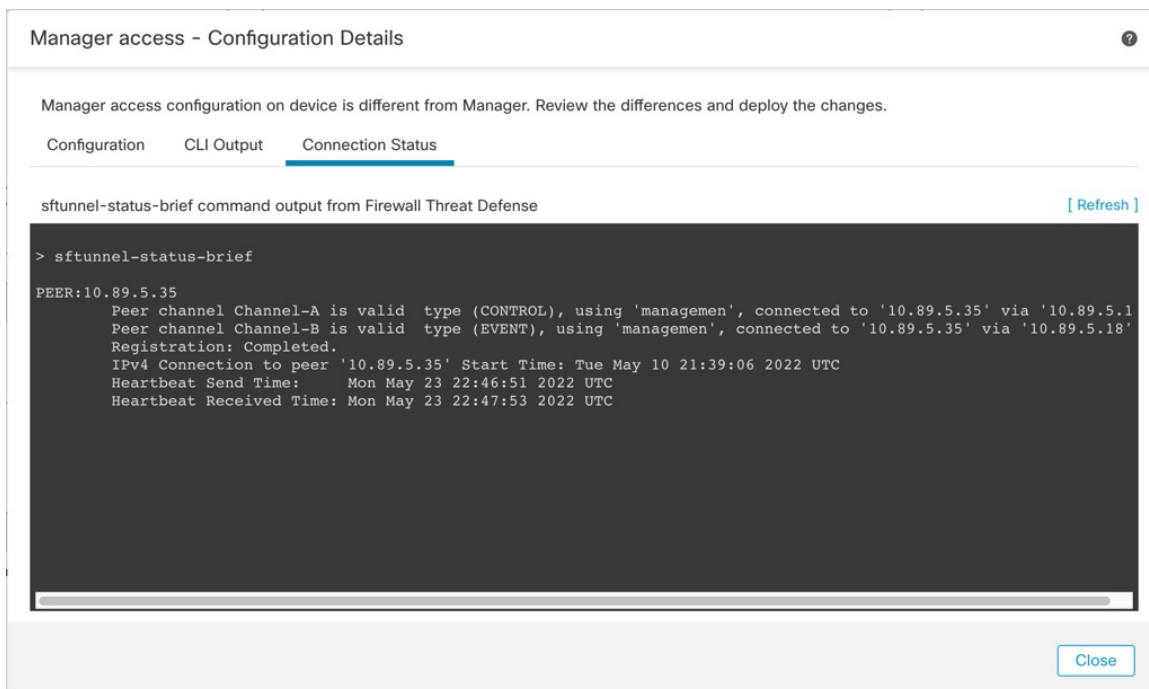 Manager access - Configuration Details
?
Manager access configuration on device is different from Manager. Review the differences and deploy the changes.
Configuration CLI Output Connection Status
sftunnel-status-brief command output from Firewall Threat Defense [ Refresh ]
> sftunnel-status-brief
PEER:10.89.5.35
Peer channel Channel-A is valid type (CONTROL), using 'managemen', connected to '10.89.5.35' via '10.89.5.1
Peer channel Channel-B is valid type (EVENT), using 'managemen', connected to '10.89.5.35' via '10.89.5.18'
Registration: Completed.
IPv4 Connection to peer '10.89.5.35' Start Time: Tue May 10 21:39:06 2022 UTC
Heartbeat Send Time: Mon May 23 22:46:51 2022 UTC
Heartbeat Received Time: Mon May 23 22:47:53 2022 UTC
Close